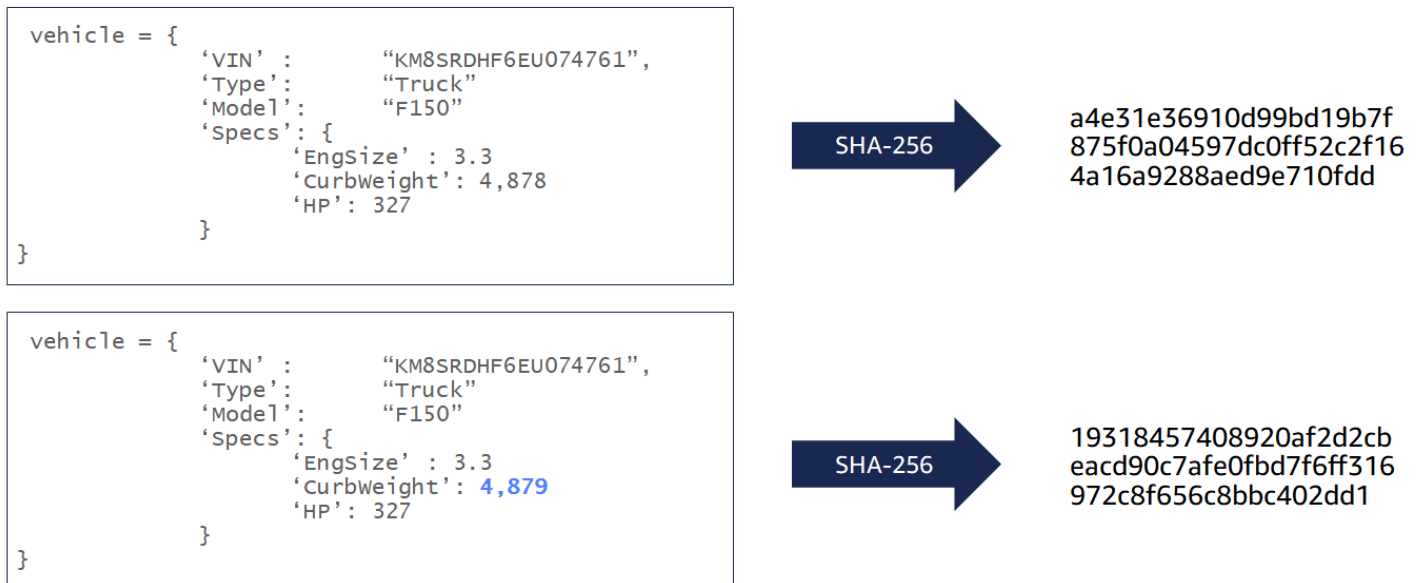 vehicle = {
‘VIN’ : “KM8SRDHF6EU074761”,
‘Type’: “Truck”
‘Model’: “F150”
‘Specs’: {
‘EngSize’ : 3.3
‘CurbWeight’: 4,878
‘HP’: 327
}
}
SHA-256
a4e31e36910d99bd19b7f
875f0a04597dc0ff52c2f16
4a16a9288aed9e710fdd
vehicle = {
‘VIN’ : “KM8SRDHF6EU074761”,
‘Type’: “Truck”
‘Model’: “F150”
‘Specs’: {
‘EngSize’ : 3.3
‘CurbWeight’: 4,879
‘HP’: 327
}
}
SHA-256
19318457408920af2d2cb
eacd90c7afe0fbd7f6ff316
972c8f656c8bbc402dd1